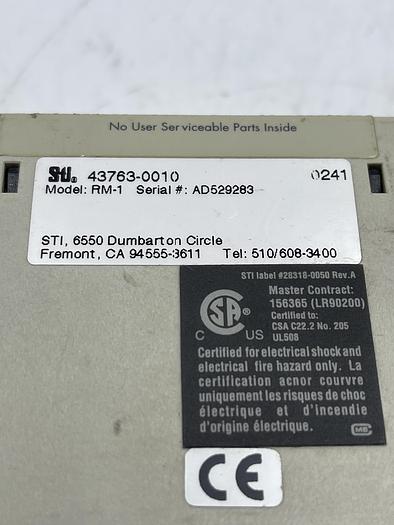 No User Serviceable Parts Inside
STI. 43763-0010 0241
Model: RM-1 Serial #: AD529283
STI, 6550 Dumbarton Circle
Fremont, CA 94555-3611 Tel: 510/608-3400
STI label #28318-0050 Rev.A
Master Contract:
156365 (LR90200)
Certified to:
CSA C22.2 No. 205
UL508
C SA US
Certified for electrical shock and
electrical fire hazard only. La
certification acnor courvre
uniquement les risques de choc
électrique et d'incendie
d'origine électrique.
CE